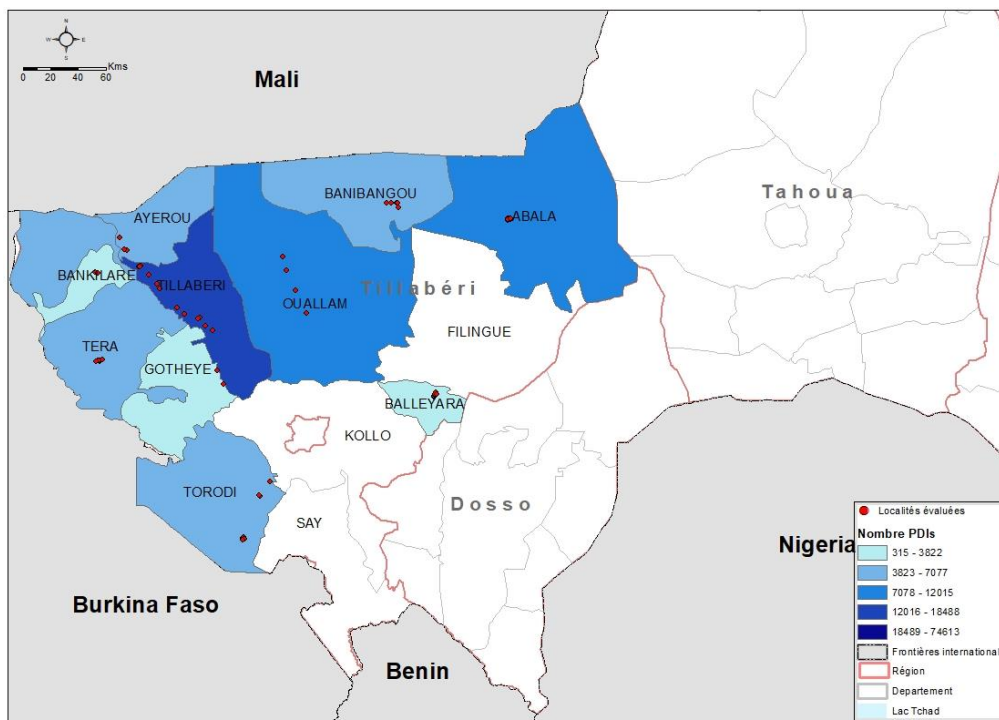 N
W E
S
Kms
0 10 20 40 60
Mali
BANIBANGOU
Tahoua
AYEROU
ABALA
BANKILARE
TILLABERI
Tillabéri
OUALLAM
FILINGUE
TERA
GOTHEYE
BALLEYARA
KOLLO
TORODI
Dosso
SAY
Nigeria
Burkina Faso
Benin
Localités évaluées
Nombre PDIs
315 - 3822
3823 - 7077
7078 - 12015
12016 - 18488
18489 - 74613
Frontières international
Région
Departement
Lac Tchad